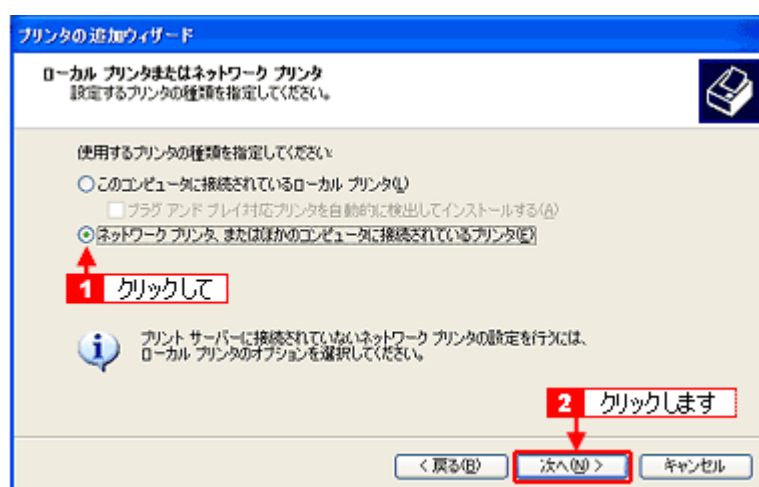 プリンタの追加ウィザード
ローカル プリンタまたはネットワーク プリンタ
設定するプリンタの種類を指定してください。
使用するプリンタの種類を指定してください:
このコンピュータに接続されているローカル プリンタ(L)
プラグ アンド プレイ対応プリンタを自動的に検出してインストールする(A)
ネットワーク プリンタ、またはほかのコンピュータに接続されているプリンタ(E)
1 クリックして
プリント サーバーに接続されていないネットワーク プリンタの設定を行うには、
ローカル プリンタのオプションを選択してください。
2 クリックします
< 戻る(B)
次へ(N) >
キャンセル